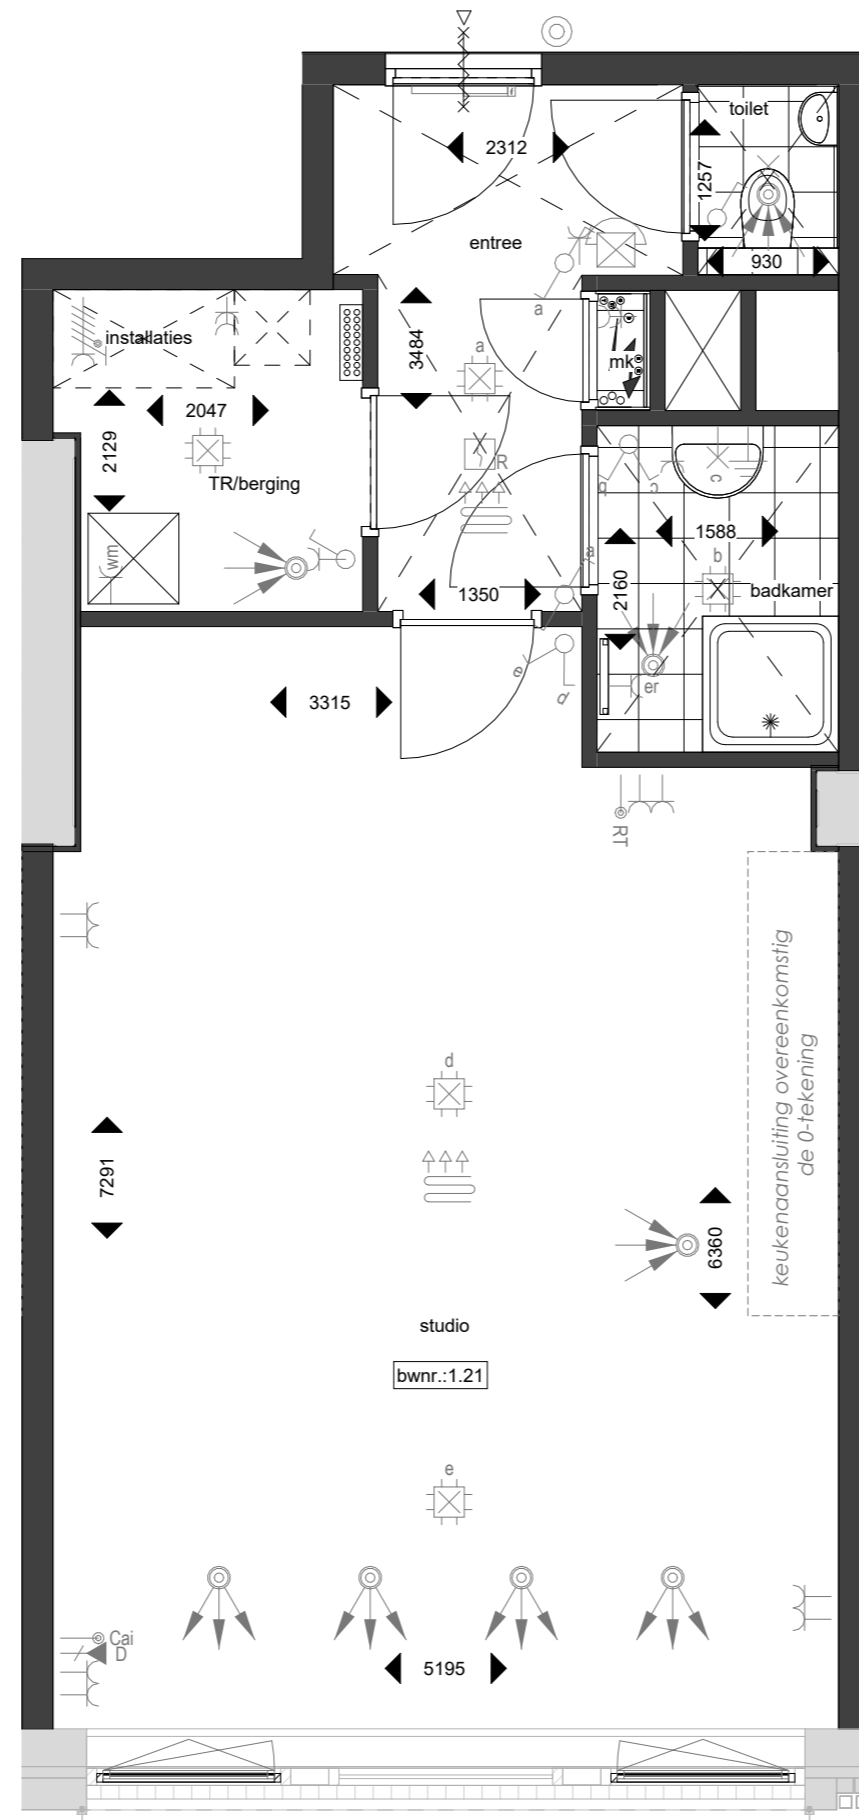 toilet
2312
1257
entree
930
a
installaties
3484
a
mk
2047
2129
R
TR/berging
c
b
c
1588
wm
a
b
2160
1350
badkamer
e
d
er
3315
RT
keukenaansluiting overeenkomstig
de 0-tekening
d
7291
6360
studio
bwnr.:1.21
e
Cai
D
5195